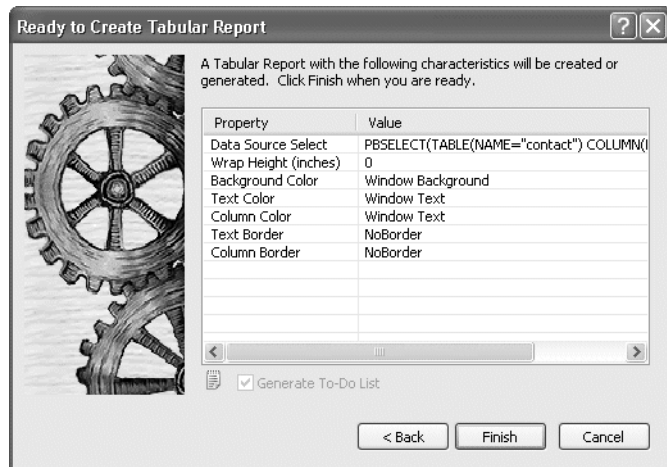 Ready to Create Tabular Report
A Tabular Report with the following characteristics will be created or
generated. Click Finish when you are ready.
Property Value
Data Source Select PBSELECT(TABLE(NAME="contact") COLUMN(
Wrap Height (inches) 0
Background Color Window Background
Text Color Window Text
Column Color Window Text
Text Border NoBorder
Column Border NoBorder
Generate To-Do List
< Back Finish Cancel